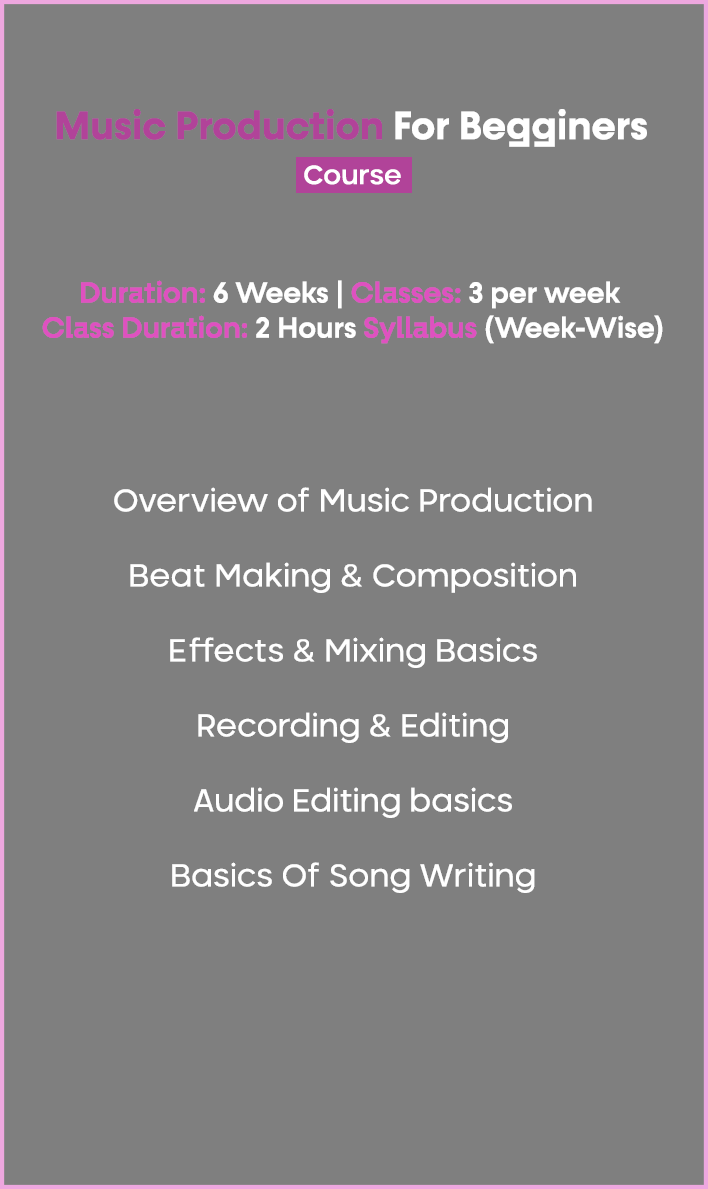 Music Production For Begginers
Course
Duration: 6 Weeks | Classes: 3 per week
Class Duration: 2 Hours Syllabus (Week-Wise)
Overview of Music Production
Beat Making & Composition
Effects & Mixing Basics
Recording & Editing
Audio Editing basics
Basics Of Song Writing